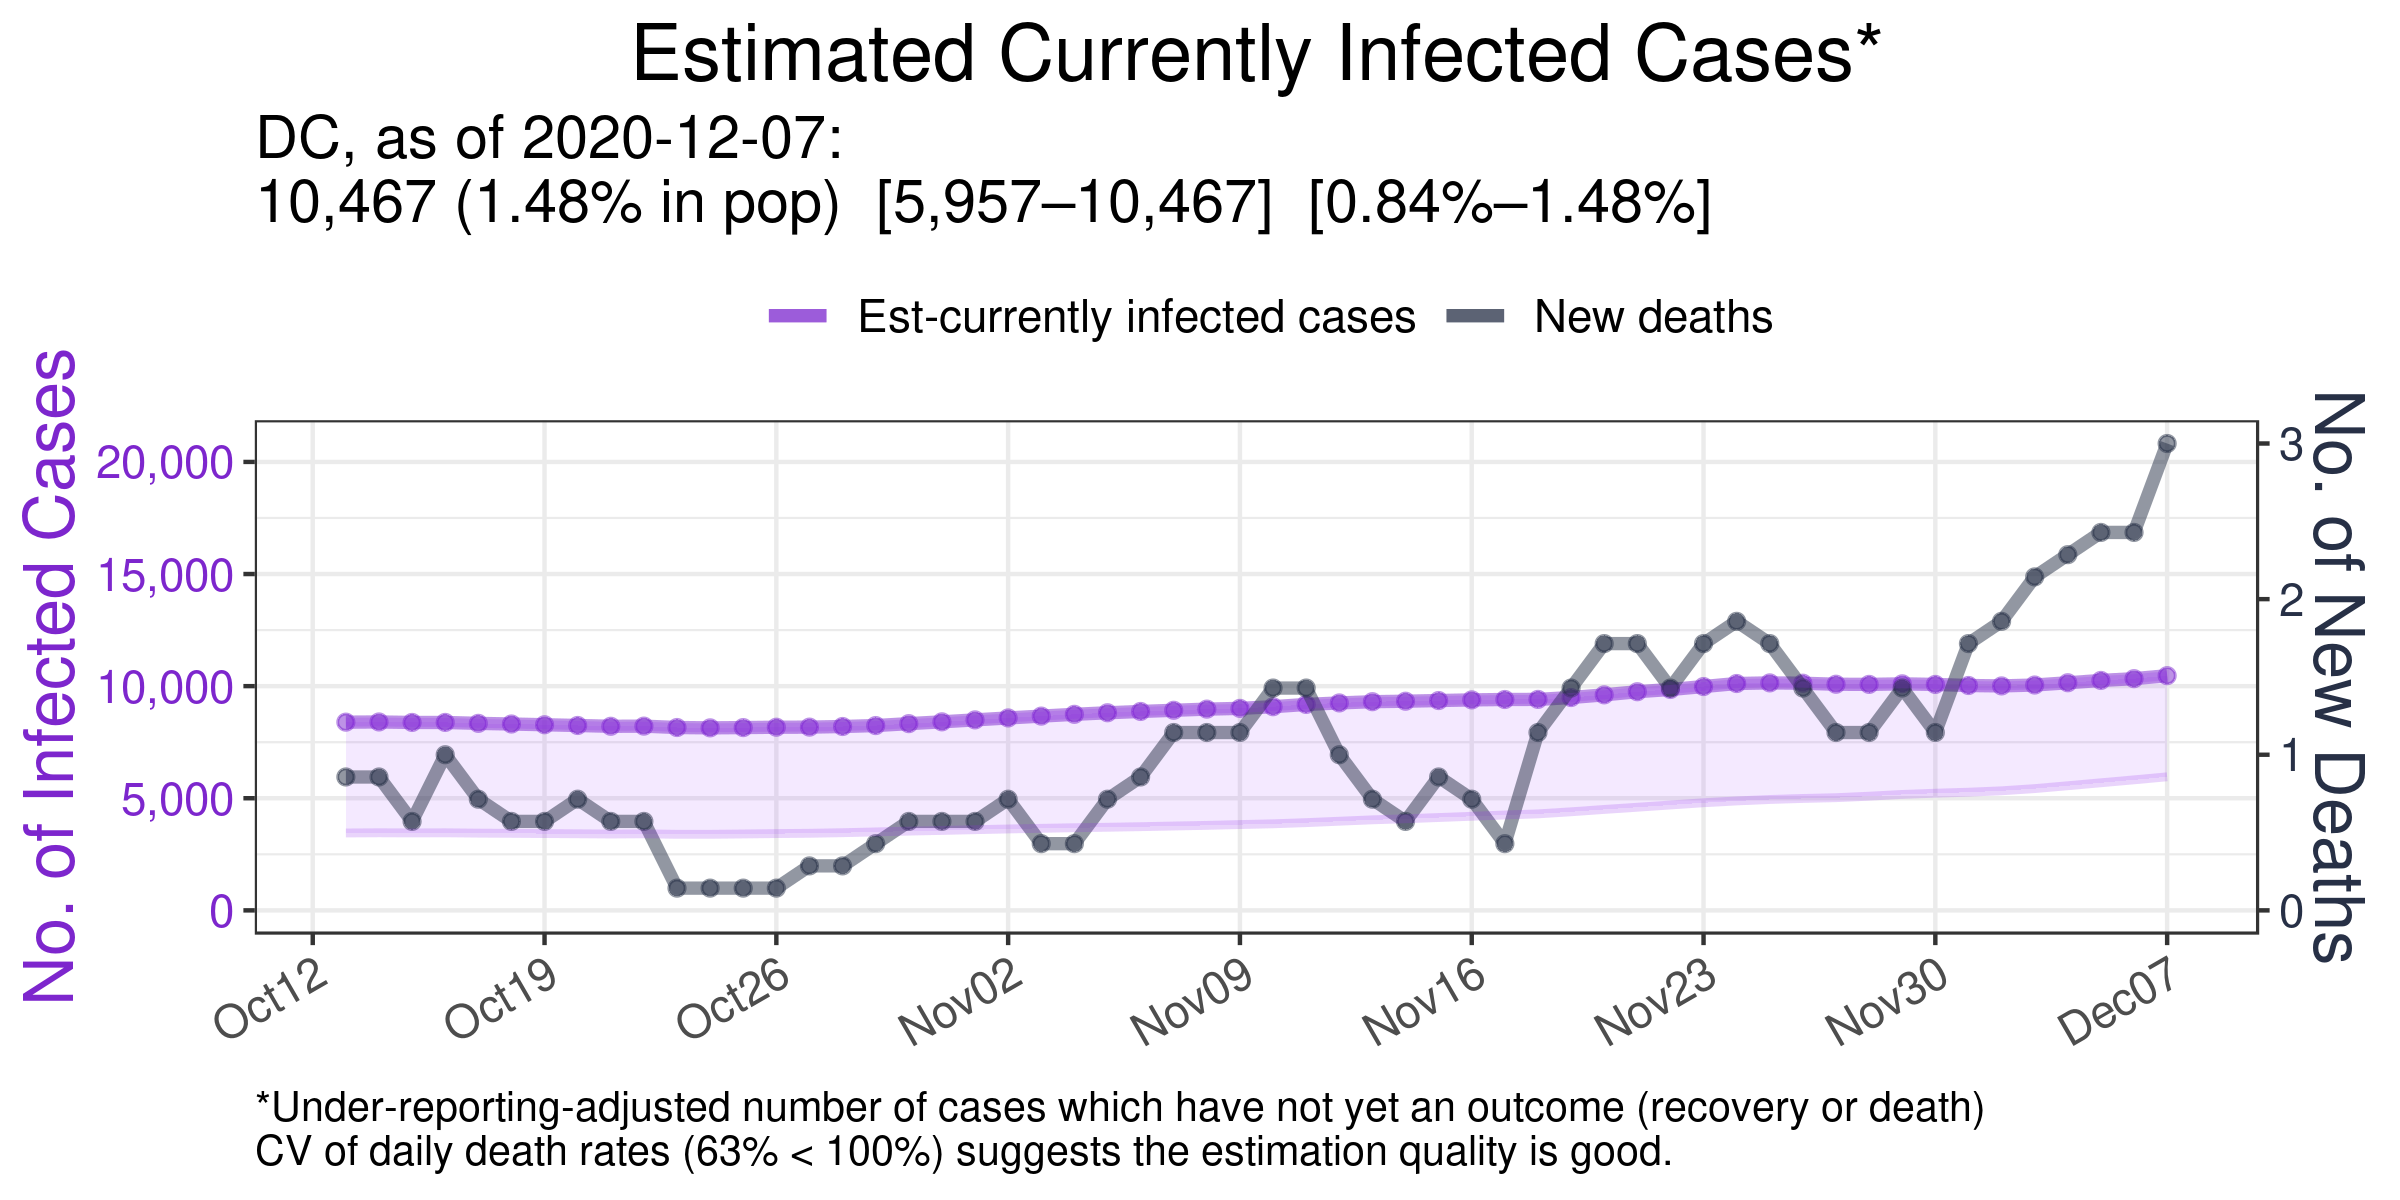 Estimated Currently Infected Cases*
DC, as of 2020-12-07:
10,467 (1.48% in pop)  [5,957–10,467]  [0.84%–1.48%]
Est-currently infected cases
New deaths
No. of Infected Cases
20,000
15,000
10,000
5,000
0
3
2
1
0
No. of New Deaths
Oct12
Oct19
Oct26
Nov02
Nov09
Nov16
Nov23
Nov30
Dec07
*Under-reporting-adjusted number of cases which have not yet an outcome (recovery or death)
CV of daily death rates (63% < 100%) suggests the estimation quality is good.